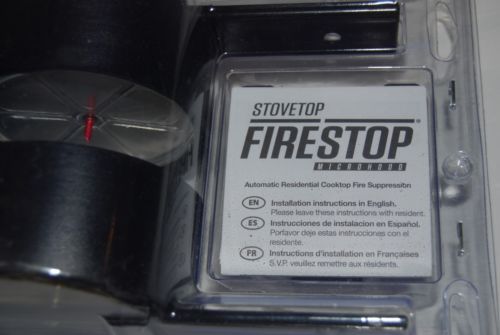 STOVETOP
FIRESTOP®
MICROHOOD
Automatic Residential Cooktop Fire Suppression
EN Installation instructions in English.
Please leave these instructions with resident.
ES Instrucciones de instalacion en Español.
Porfavor deje estas instrucciones con el
residente.
FR Instructions d'installation en Françaises
S.V.P. veuillez remettre aux résidents.